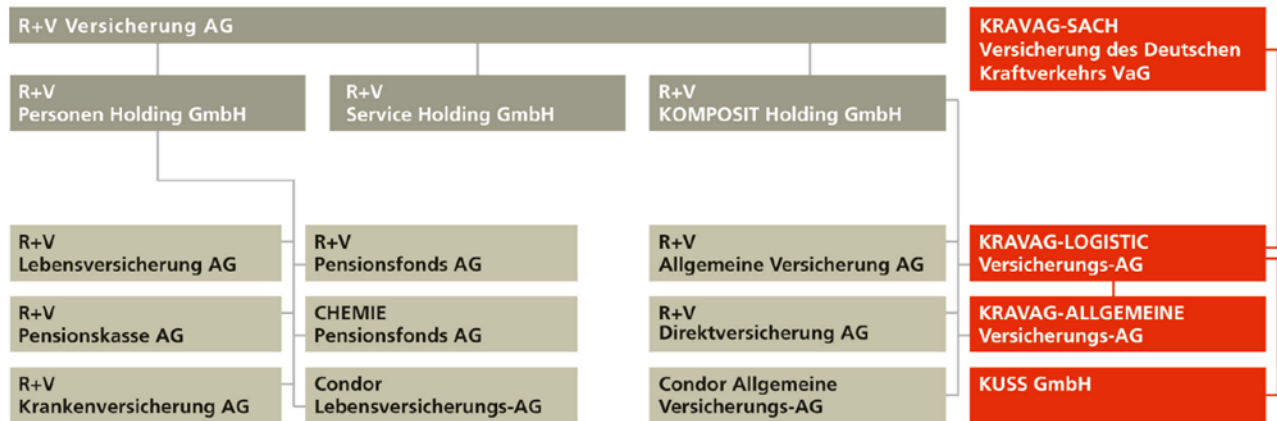 R+V Versicherung AG
KRAVAG-SACH
Versicherung des Deutschen
Kraftverkehrs VaG
R+V
Personen Holding GmbH
R+V
Service Holding GmbH
R+V
KOMPOSIT Holding GmbH
R+V
Lebensversicherung AG
R+V
Pensionsfonds AG
R+V
Allgemeine Versicherung AG
KRAVAG-LOGISTIC
Versicherungs-AG
R+V
Pensionskasse AG
CHEMIE
Pensionsfonds AG
R+V
Direktversicherung AG
KRAVAG-ALLGEMEINE
Versicherungs-AG
R+V
Krankenversicherung AG
Condor
Lebensversicherungs-AG
Condor Allgemeine
Versicherungs-AG
KUSS GmbH